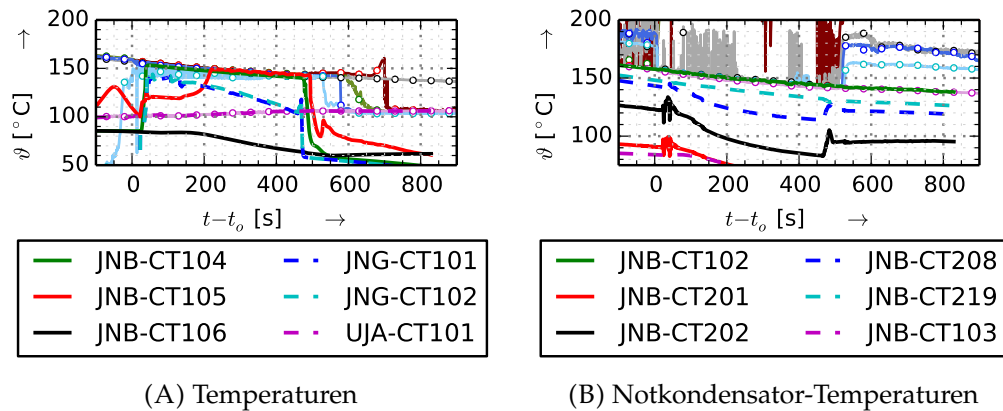 200
150
100
50
ϑ [°C] →
0 200 400 600 800
t−t_o [s] →
JNB-CT104 JNG-CT101
JNB-CT105 JNG-CT102
JNB-CT106 UJA-CT101
(A) Temperaturen
200
150
100
ϑ [°C] →
0 200 400 600 800
t−t_o [s] →
JNB-CT102 JNB-CT208
JNB-CT201 JNB-CT219
JNB-CT202 JNB-CT103
(B) Notkondensator-Temperaturen